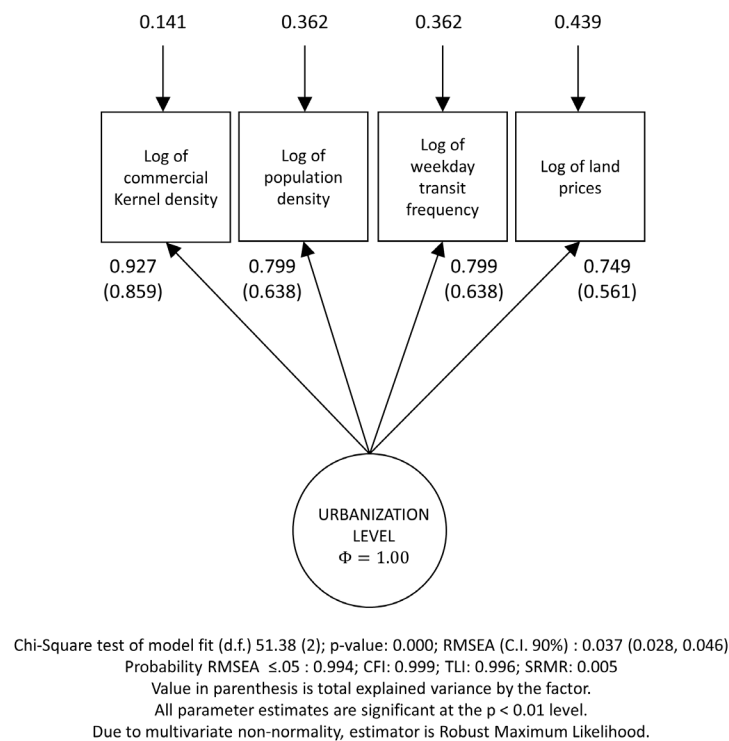 0.141
0.362
0.362
0.439
Log of
commercial
Kernel density
Log of
population
density
Log of
weekday
transit
frequency
Log of land
prices
0.927
(0.859)
0.799
(0.638)
0.799
(0.638)
0.749
(0.561)
URBANIZATION
LEVEL
Φ = 1.00
Chi-Square test of model fit (d.f.) 51.38 (2); p-value: 0.000; RMSEA (C.I. 90%) : 0.037 (0.028, 0.046)
Probability RMSEA ≤.05 : 0.994; CFI: 0.999; TLI: 0.996; SRMR: 0.005
Value in parenthesis is total explained variance by the factor.
All parameter estimates are significant at the p < 0.01 level.
Due to multivariate non-normality, estimator is Robust Maximum Likelihood.